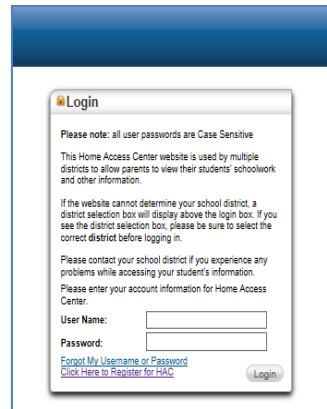 Login
Please note: all user passwords are Case Sensitive
This Home Access Center website is used by multiple
districts to allow parents to view their students' schoolwork
and other information.
If the website cannot determine your school district, a
district selection box will display above the login box. If you
see the district selection box, please be sure to select the
correct district before logging in.
Please contact your school district if you experience any
problems while accessing your student's information.
Please enter your account information for Home Access
Center.
User Name:
Password:
Forgot My Username or Password
Click Here to Register for HAC
Login